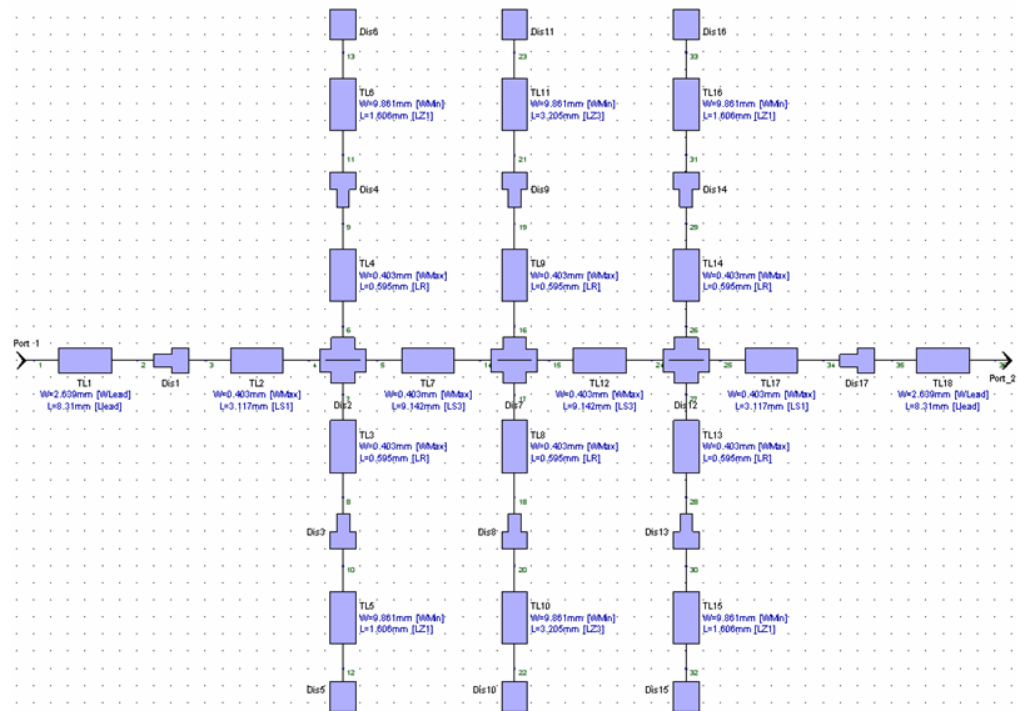 Dis6
Dis11
Dis16
13
23
33
TL6
W=9.861mm [WMin]
L=1.606mm [LZ1]
TL11
W=9.861mm [WMin]
L=3.205mm [LZ3]
TL16
W=9.861mm [WMin]
L=1.606mm [LZ1]
11
21
31
Dis4
Dis9
Dis14
9
19
29
TL4
W=0.403mm [WMax]
L=0.595mm [LR]
TL9
W=0.403mm [WMax]
L=0.595mm [LR]
TL14
W=0.403mm [WMax]
L=0.595mm [LR]
6
16
26
Port_1
1
2
3
4
5
15
25
35
Port_2
TL1
W=2.639mm [WLead]
L=8.31mm [Llead]
Dis1
TL2
W=0.403mm [WMax]
L=3.117mm [LS1]
Dis2
TL7
W=0.403mm [WMax]
L=9.142mm [LS3]
Dis7
TL12
W=0.403mm [WMax]
L=9.142mm [LS3]
Dis12
TL17
W=0.403mm [WMax]
L=3.117mm [LS1]
Dis17
TL18
W=2.639mm [WLead]
L=8.31mm [Llead]
17
TL3
W=0.403mm [WMax]
L=0.595mm [LR]
TL8
W=0.403mm [WMax]
L=0.595mm [LR]
TL13
W=0.403mm [WMax]
L=0.595mm [LR]
8
18
28
Dis3
Dis8
Dis13
10
20
30
TL5
W=9.861mm [WMin]
L=1.606mm [LZ1]
TL10
W=9.861mm [WMin]
L=3.205mm [LZ3]
TL15
W=9.861mm [WMin]
L=1.606mm [LZ1]
12
22
32
Dis5
Dis10
Dis15